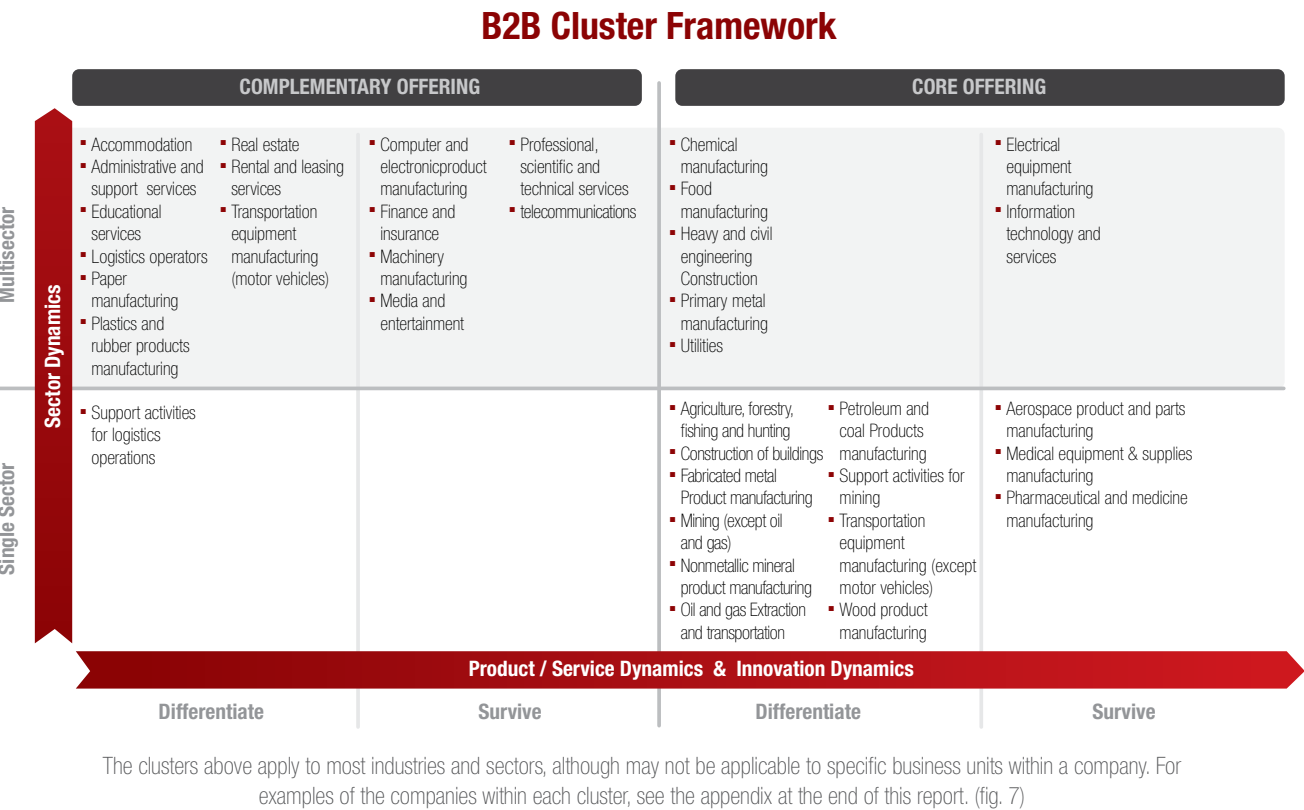 B2B Cluster Framework
COMPLEMENTARY OFFERING
CORE OFFERING
Multisector
Single Sector
Sector Dynamics
▪ Accommodation
▪ Administrative and
support services
▪ Educational
services
▪ Logistics operators
▪ Paper
manufacturing
▪ Plastics and
rubber products
manufacturing
▪ Real estate
▪ Rental and leasing
services
▪ Transportation
equipment
manufacturing
(motor vehicles)
▪ Computer and
electronicproduct
manufacturing
▪ Finance and
insurance
▪ Machinery
manufacturing
▪ Media and
entertainment
▪ Professional,
scientific and
technical services
▪ telecommunications
▪ Chemical
manufacturing
▪ Food
manufacturing
▪ Heavy and civil
engineering
Construction
▪ Primary metal
manufacturing
▪ Utilities
▪ Electrical
equipment
manufacturing
▪ Information
technology and
services
▪ Support activities
for logistics
operations
▪ Agriculture, forestry,
fishing and hunting
▪ Construction of buildings
▪ Fabricated metal
Product manufacturing
▪ Mining (except oil
and gas)
▪ Nonmetallic mineral
product manufacturing
▪ Oil and gas Extraction
and transportation
▪ Petroleum and
coal Products
manufacturing
▪ Support activities for
mining
▪ Transportation
equipment
manufacturing (except
motor vehicles)
▪ Wood product
manufacturing
▪ Aerospace product and parts
manufacturing
▪ Medical equipment & supplies
manufacturing
▪ Pharmaceutical and medicine
manufacturing
Product / Service Dynamics & Innovation Dynamics
Differentiate
Survive
Differentiate
Survive
The clusters above apply to most industries and sectors, although may not be applicable to specific business units within a company. For
examples of the companies within each cluster, see the appendix at the end of this report. (fig. 7)